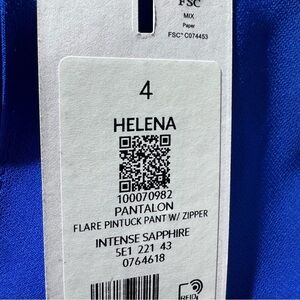 FSC
MIX
Paper
FSC® C074453
4
HELENA
100070982
PANTALON
FLARE PINTUCK PANT W/ ZIPPER
INTENSE SAPPHIRE
5E1 221 43
0764618
RFID